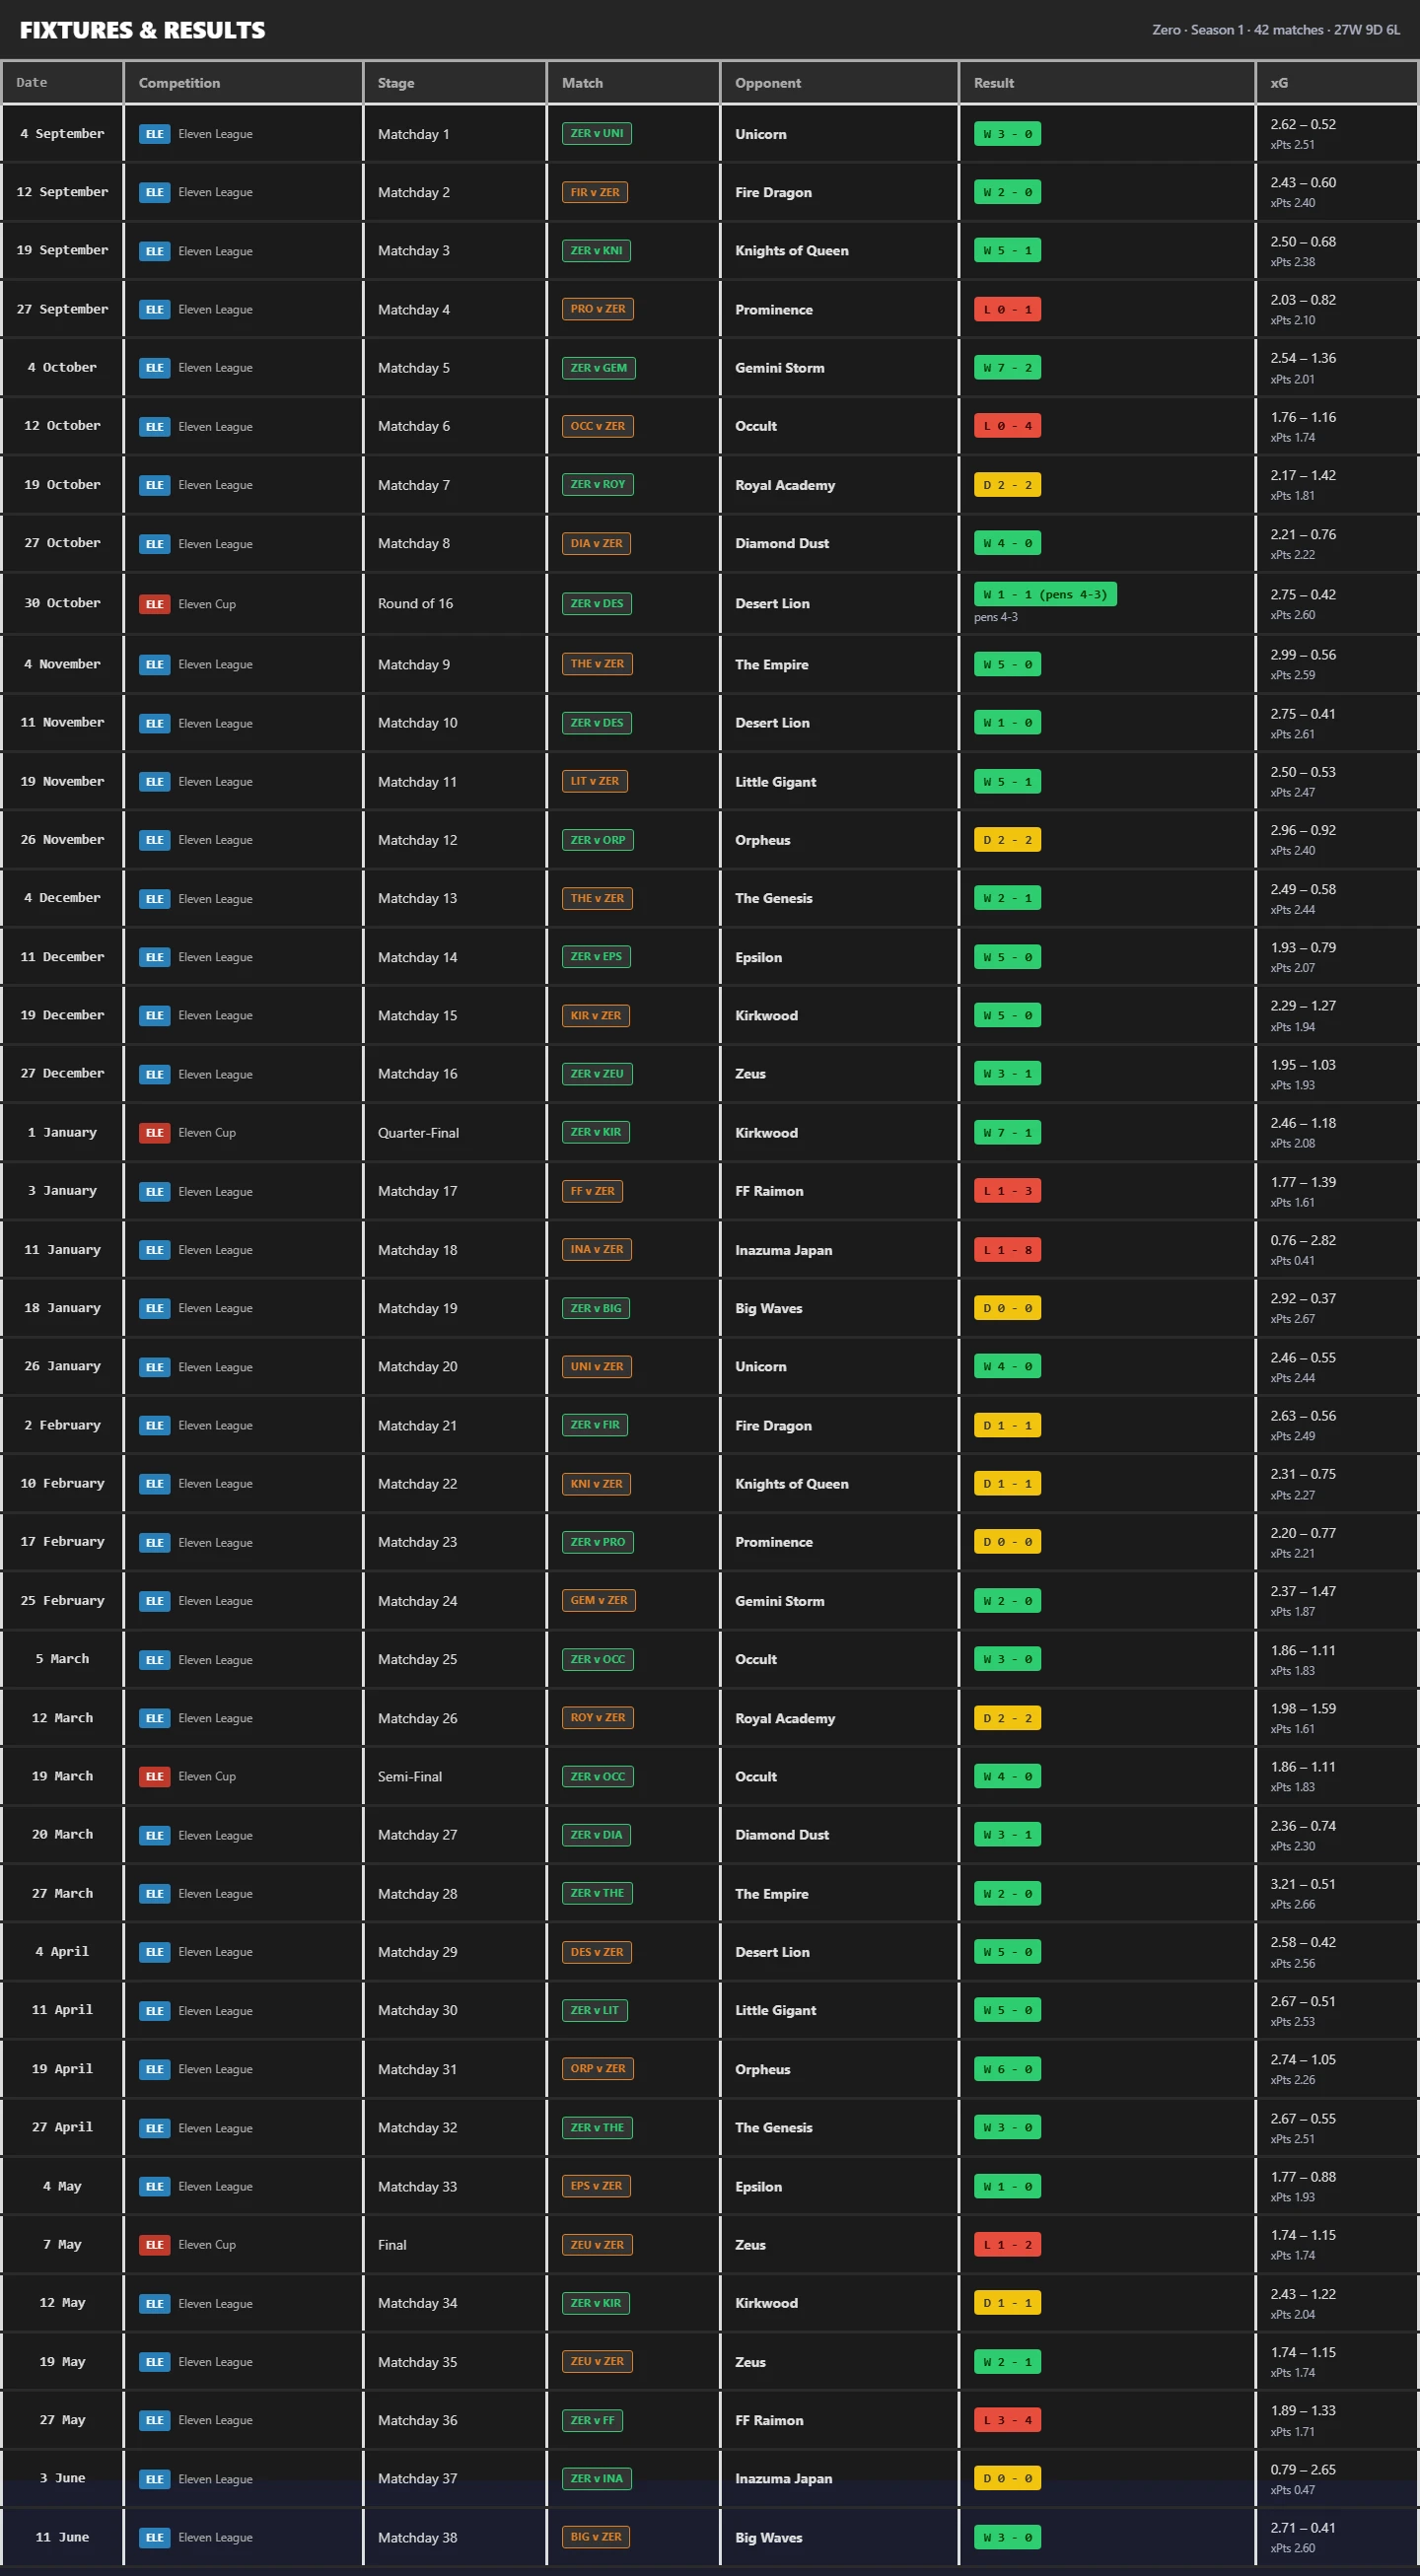 FIXTURES & RESULTS
Zero · Season 1 · 42 matches · 27W 9D 6L
Date Competition Stage Match Opponent Result xG
4 September ELE Eleven League Matchday 1 ZER v UNI Unicorn W 3 - 0 2.62 – 0.52
xPts 2.51
12 September ELE Eleven League Matchday 2 FIR v ZER Fire Dragon W 2 - 0 2.43 – 0.60
xPts 2.40
19 September ELE Eleven League Matchday 3 ZER v KNI Knights of Queen W 5 - 1 2.50 – 0.68
xPts 2.38
27 September ELE Eleven League Matchday 4 PRO v ZER Prominence L 0 - 1 2.03 – 0.82
xPts 2.10
4 October ELE Eleven League Matchday 5 ZER v GEM Gemini Storm W 7 - 2 2.54 – 1.36
xPts 2.01
12 October ELE Eleven League Matchday 6 OCC v ZER Occult L 0 - 4 1.76 – 1.16
xPts 1.74
19 October ELE Eleven League Matchday 7 ZER v ROY Royal Academy D 2 - 2 2.17 – 1.42
xPts 1.81
27 October ELE Eleven League Matchday 8 DIA v ZER Diamond Dust W 4 - 0 2.21 – 0.76
xPts 2.22
30 October ELE Eleven Cup Round of 16 ZER v DES Desert Lion W 1 - 1 (pens 4-3) 2.75 – 0.42
pens 4-3 xPts 2.60
4 November ELE Eleven League Matchday 9 THE v ZER The Empire W 5 - 0 2.99 – 0.56
xPts 2.59
11 November ELE Eleven League Matchday 10 ZER v DES Desert Lion W 1 - 0 2.75 – 0.41
xPts 2.61
19 November ELE Eleven League Matchday 11 LIT v ZER Little Gigant W 5 - 1 2.50 – 0.53
xPts 2.47
26 November ELE Eleven League Matchday 12 ZER v ORP Orpheus D 2 - 2 2.96 – 0.92
xPts 2.40
4 December ELE Eleven League Matchday 13 THE v ZER The Genesis W 2 - 1 2.49 – 0.58
xPts 2.44
11 December ELE Eleven League Matchday 14 ZER v EPS Epsilon W 5 - 0 1.93 – 0.79
xPts 2.07
19 December ELE Eleven League Matchday 15 KIR v ZER Kirkwood W 5 - 0 2.29 – 1.27
xPts 1.94
27 December ELE Eleven League Matchday 16 ZER v ZEU Zeus W 3 - 1 1.95 – 1.03
xPts 1.93
1 January ELE Eleven Cup Quarter-Final ZER v KIR Kirkwood W 7 - 1 2.46 – 1.18
xPts 2.08
3 January ELE Eleven League Matchday 17 FF v ZER FF Raimon L 1 - 3 1.77 – 1.39
xPts 1.61
11 January ELE Eleven League Matchday 18 INA v ZER Inazuma Japan L 1 - 8 0.76 – 2.82
xPts 0.41
18 January ELE Eleven League Matchday 19 ZER v BIG Big Waves D 0 - 0 2.92 – 0.37
xPts 2.67
26 January ELE Eleven League Matchday 20 UNI v ZER Unicorn W 4 - 0 2.46 – 0.55
xPts 2.44
2 February ELE Eleven League Matchday 21 ZER v FIR Fire Dragon D 1 - 1 2.63 – 0.56
xPts 2.49
10 February ELE Eleven League Matchday 22 KNI v ZER Knights of Queen D 1 - 1 2.31 – 0.75
xPts 2.27
17 February ELE Eleven League Matchday 23 ZER v PRO Prominence D 0 - 0 2.20 – 0.77
xPts 2.21
25 February ELE Eleven League Matchday 24 GEM v ZER Gemini Storm W 2 - 0 2.37 – 1.47
xPts 1.87
5 March ELE Eleven League Matchday 25 ZER v OCC Occult W 3 - 0 1.86 – 1.11
xPts 1.83
12 March ELE Eleven League Matchday 26 ROY v ZER Royal Academy D 2 - 2 1.98 – 1.59
xPts 1.61
19 March ELE Eleven Cup Semi-Final ZER v OCC Occult W 4 - 0 1.86 – 1.11
xPts 1.83
20 March ELE Eleven League Matchday 27 ZER v DIA Diamond Dust W 3 - 1 2.36 – 0.74
xPts 2.30
27 March ELE Eleven League Matchday 28 ZER v THE The Empire W 2 - 0 3.21 – 0.51
xPts 2.66
4 April ELE Eleven League Matchday 29 DES v ZER Desert Lion W 5 - 0 2.58 – 0.42
xPts 2.56
11 April ELE Eleven League Matchday 30 ZER v LIT Little Gigant W 5 - 0 2.67 – 0.51
xPts 2.53
19 April ELE Eleven League Matchday 31 ORP v ZER Orpheus W 6 - 0 2.74 – 1.05
xPts 2.26
27 April ELE Eleven League Matchday 32 ZER v THE The Genesis W 3 - 0 2.67 – 0.55
xPts 2.51
4 May ELE Eleven League Matchday 33 EPS v ZER Epsilon W 1 - 0 1.77 – 0.88
xPts 1.93
7 May ELE Eleven Cup Final ZEU v ZER Zeus L 1 - 2 1.74 – 1.15
xPts 1.74
12 May ELE Eleven League Matchday 34 ZER v KIR Kirkwood D 1 - 1 2.43 – 1.22
xPts 2.04
19 May ELE Eleven League Matchday 35 ZEU v ZER Zeus W 2 - 1 1.74 – 1.15
xPts 1.74
27 May ELE Eleven League Matchday 36 ZER v FF FF Raimon L 3 - 4 1.89 – 1.33
xPts 1.71
3 June ELE Eleven League Matchday 37 ZER v INA Inazuma Japan D 0 - 0 0.79 – 2.65
xPts 0.47
11 June ELE Eleven League Matchday 38 BIG v ZER Big Waves W 3 - 0 2.71 – 0.41
xPts 2.60